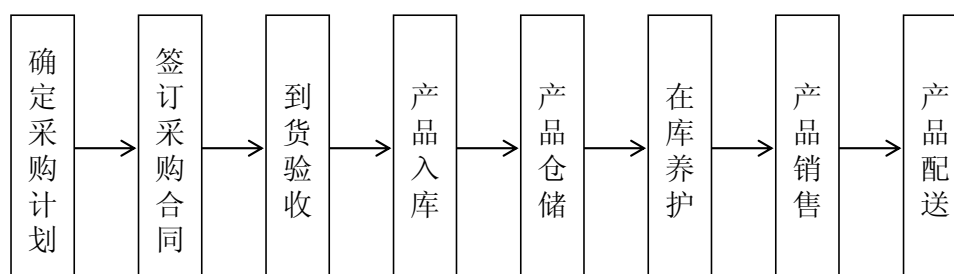 确定采购计划
签订采购合同
到货验收
产品入库
产品仓储
在库养护
产品销售
产品配送